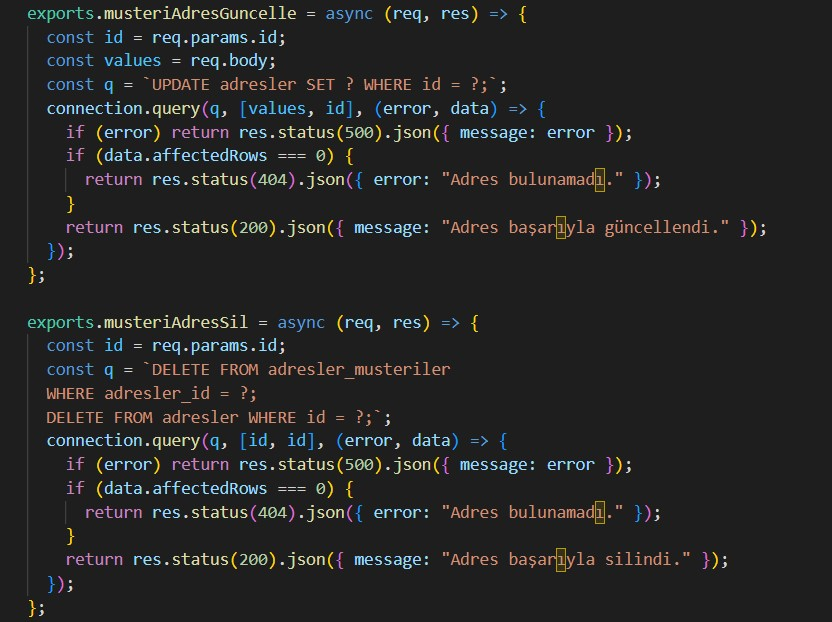 exports.musteriAdresGuncelle = async (req, res) => {
  const id = req.params.id;
  const values = req.body;
  const q = `UPDATE adresler SET ? WHERE id = ?;`;
  connection.query(q, [values, id], (error, data) => {
    if (error) return res.status(500).json({ message: error });
    if (data.affectedRows === 0) {
      return res.status(404).json({ error: "Adres bulunamadı." });
    }
    return res.status(200).json({ message: "Adres başarıyla güncellendi." });
  });
};

exports.musteriAdresSil = async (req, res) => {
  const id = req.params.id;
  const q = `DELETE FROM adresler_musteriler
  WHERE adresler_id = ?;
  DELETE FROM adresler WHERE id = ?;`;
  connection.query(q, [id, id], (error, data) => {
    if (error) return res.status(500).json({ message: error });
    if (data.affectedRows === 0) {
      return res.status(404).json({ error: "Adres bulunamadı." });
    }
    return res.status(200).json({ message: "Adres başarıyla silindi." });
  });
};